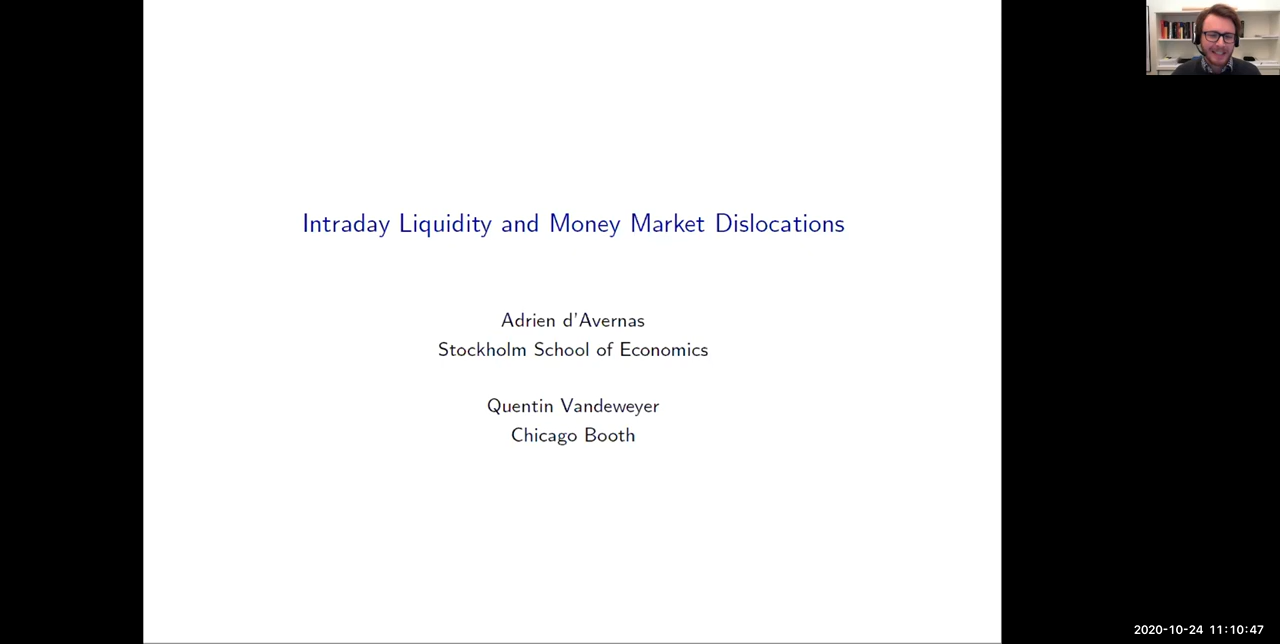 Intraday Liquidity and Money Market Dislocations
Adrien d'Avernas
Stockholm School of Economics
Quentin Vandeweyer
Chicago Booth
2020-10-24 11:10:47